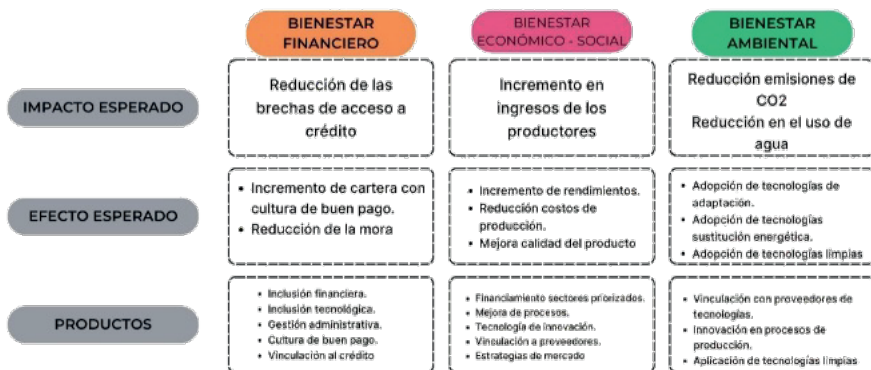 BIENESTAR
FINANCIERO
BIENESTAR
ECONÓMICO - SOCIAL
BIENESTAR
AMBIENTAL
IMPACTO ESPERADO
Reducción de las
brechas de acceso a
crédito
Incremento en
ingresos de los
productores
Reducción emisiones de
CO2
Reducción en el uso de
agua
EFECTO ESPERADO
• Incremento de cartera con
cultura de buen pago.
• Reducción de la mora
• Incremento de rendimientos.
• Reducción costos de
producción.
• Mejora calidad del producto
• Adopción de tecnologías de
adaptación.
• Adopción de tecnologías
sustitución energética.
• Adopción de tecnologías limpias
PRODUCTOS
• Inclusión financiera.
• Inclusión tecnológica.
• Gestión administrativa.
• Cultura de buen pago.
• Vinculación al crédito
• Financiamiento sectores priorizados.
• Mejora de procesos.
• Tecnología de innovación.
• Vinculación a proveedores.
• Estrategias de mercado
• Vinculación con proveedores de
tecnologías.
• Innovación en procesos de
producción.
• Aplicación de tecnologías limpias